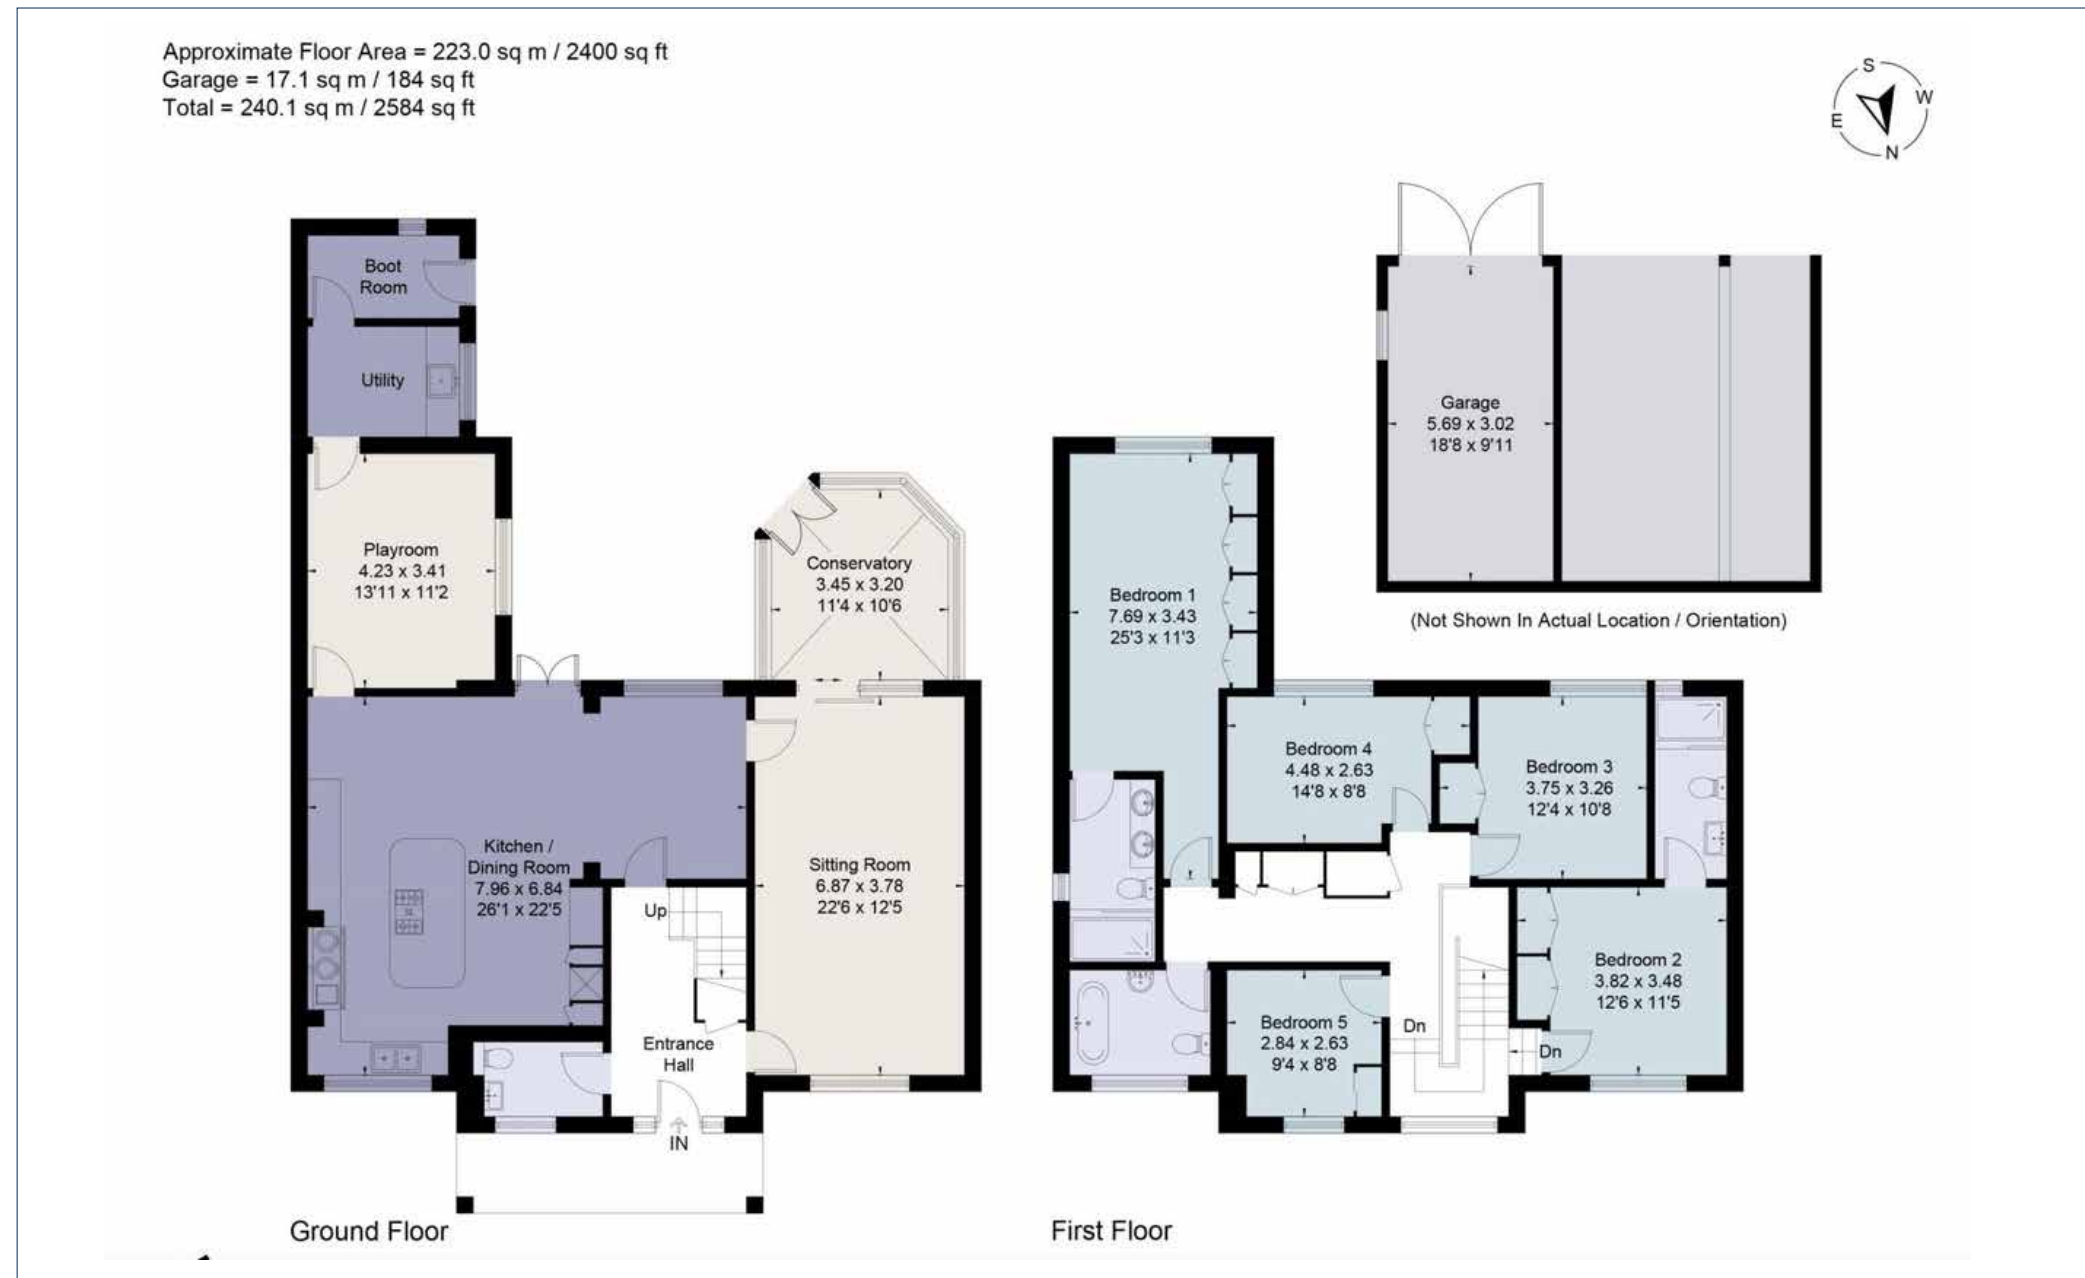 Approximate Floor Area = 223.0 sq m / 2400 sq ft
Garage = 17.1 sq m / 184 sq ft
Total = 240.1 sq m / 2584 sq ft
S
W
E
N
Boot
Room
Utility
Playroom
4.23 x 3.41
13'11 x 11'2
Conservatory
3.45 x 3.20
11'4 x 10'6
Kitchen /
Dining Room
7.96 x 6.84
26'1 x 22'5
Sitting Room
6.87 x 3.78
22'6 x 12'5
Up
Entrance
Hall
IN
Ground Floor
Garage
5.69 x 3.02
18'8 x 9'11
(Not Shown In Actual Location / Orientation)
Bedroom 1
7.69 x 3.43
25'3 x 11'3
Bedroom 4
4.48 x 2.63
14'8 x 8'8
Bedroom 3
3.75 x 3.26
12'4 x 10'8
Bedroom 2
3.82 x 3.48
12'6 x 11'5
Bedroom 5
2.84 x 2.63
9'4 x 8'8
Dn
Dn
First Floor